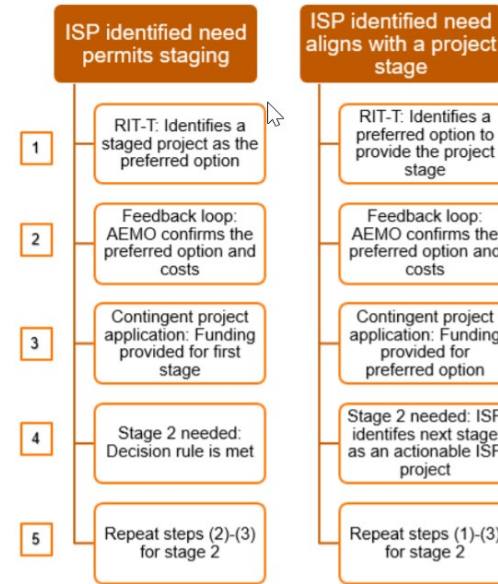 ISP identified need
permits staging
ISP identified need
aligns with a project
stage
1
RIT-T: Identifies a
staged project as the
preferred option
RIT-T: Identifies a
preferred option to
provide the project
stage
2
Feedback loop:
AEMO confirms the
preferred option and
costs
Feedback loop:
AEMO confirms the
preferred option and
costs
3
Contingent project
application: Funding
provided for first
stage
Contingent project
application: Funding
provided for
preferred option
4
Stage 2 needed:
Decision rule is met
Stage 2 needed: ISP
identifes next stage
as an actionable ISP
project
5
Repeat steps (2)-(3)
for stage 2
Repeat steps (1)-(3)
for stage 2